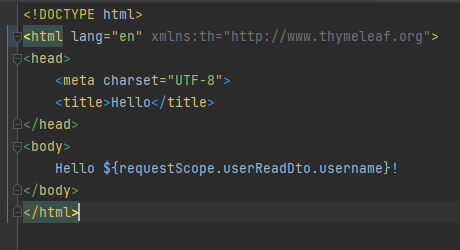 <!DOCTYPE html>
<html lang="en" xmlns:th="http://www.thymeleaf.org">
<head>
    <meta charset="UTF-8">
    <title>Hello</title>
</head>
<body>
    Hello ${requestScope.userReadDto.username}!
</body>
</html>